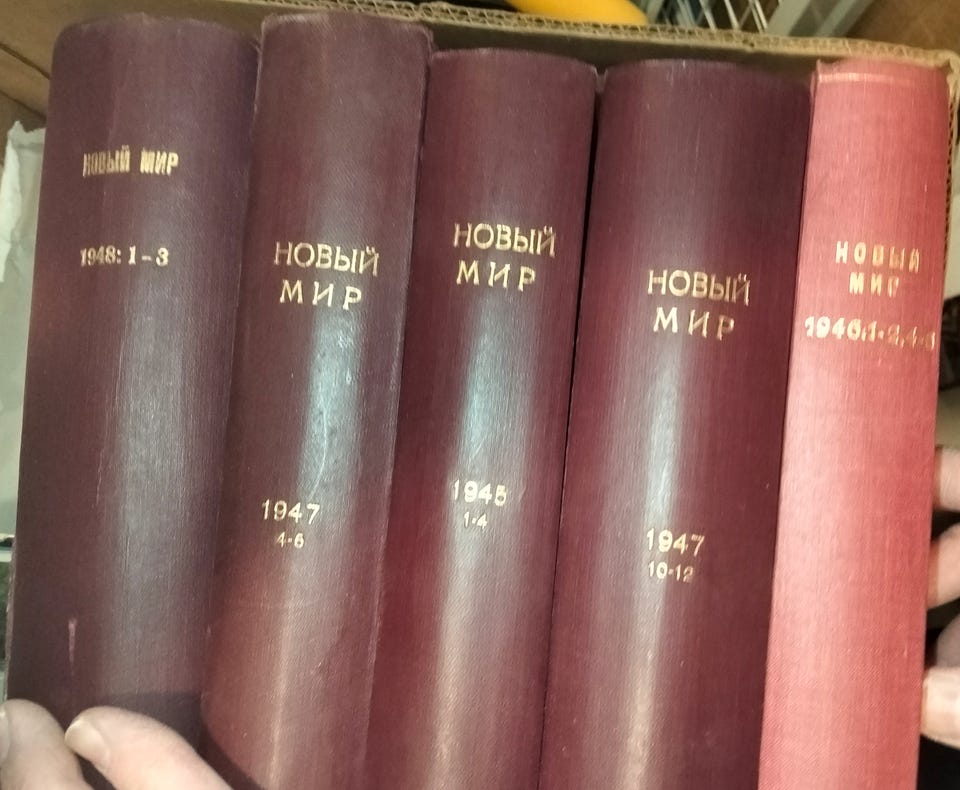 НОВЫЙ МИР
1948: 1-3
НОВЫЙ
МИР
1947
4-6
НОВЫЙ
МИР
1945
1-4
НОВЫЙ
МИР
1947
10-12
НОВЫЙ
МИР